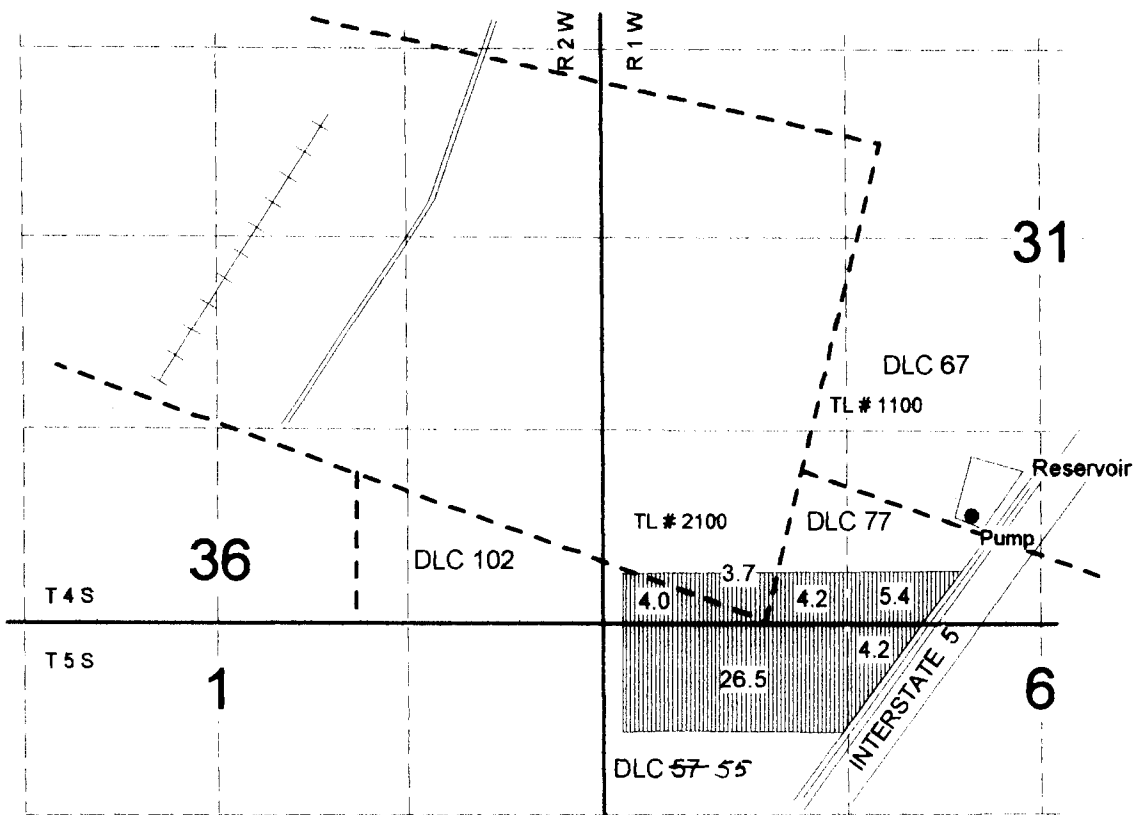 R 2 W
R 1 W
31
DLC 67
TL # 1100
Reservoir
TL # 2100
DLC 77
Pump
36
DLC 102
3.7
T 4 S
4.0
4.2
5.4
T 5 S
4.2
1
26.5
6
INTERSTATE 5
DLC 57 55